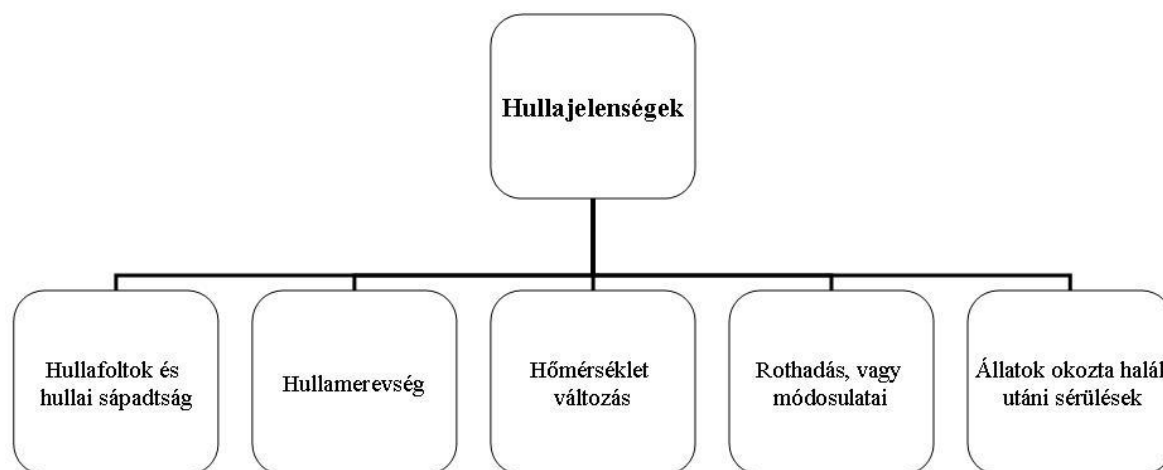 Hullajelenségek
Hullafoltok és
hullai sápadtság
Hullamerevség
Hőmérséklet
változás
Rothadás, vagy
módosulatai
Állatok okozta halál
utáni sérülések